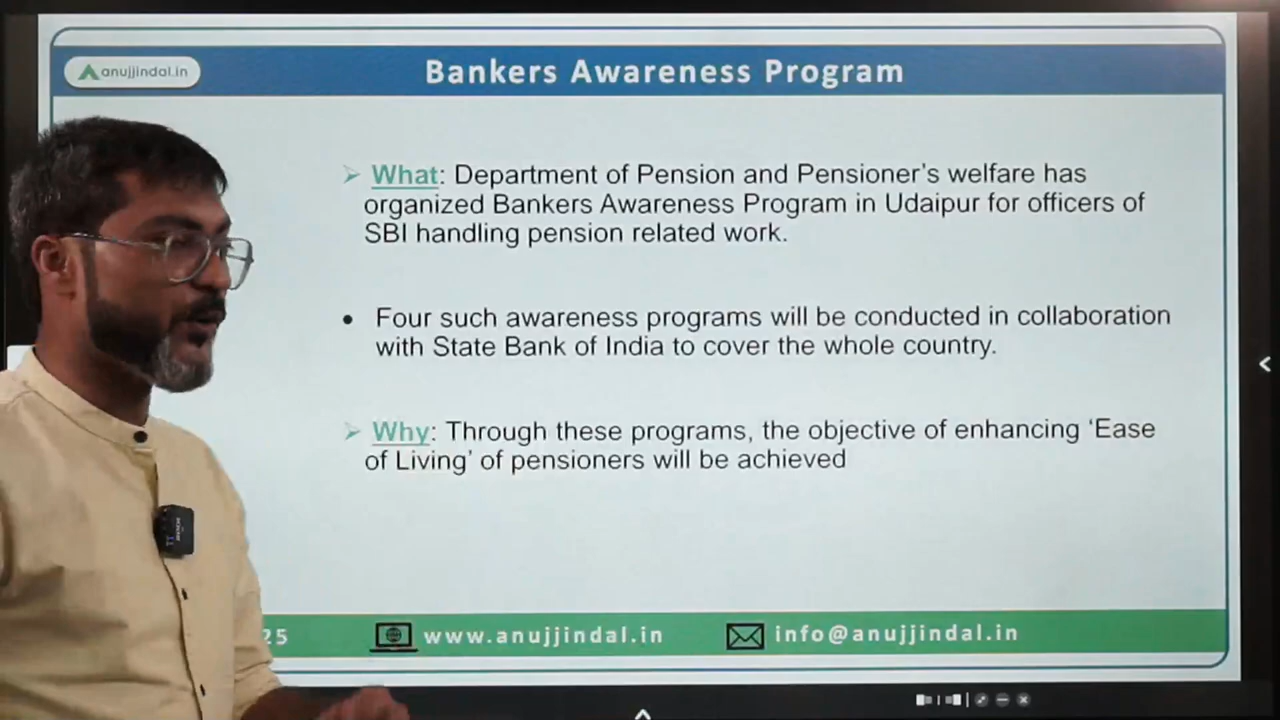 anujjindal.in
Bankers Awareness Program
What: Department of Pension and Pensioner's welfare has
organized Bankers Awareness Program in Udaipur for officers of
SBI handling pension related work.
Four such awareness programs will be conducted in collaboration
with State Bank of India to cover the whole country.
Why: Through these programs, the objective of enhancing ‘Ease
of Living’ of pensioners will be achieved
25
www.anujjindal.in
info@anujjindal.in